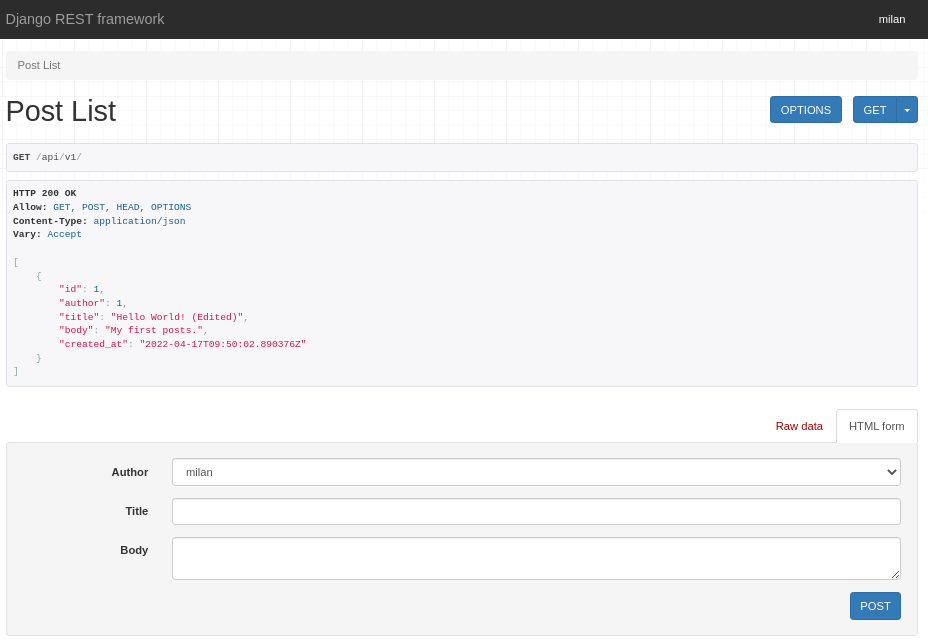 Django REST framework
milan
Post List
Post List
OPTIONS
GET
GET /api/v1/
HTTP 200 OK
Allow: GET, POST, HEAD, OPTIONS
Content-Type: application/json
Vary: Accept
[
    {
        "id": 1,
        "author": 1,
        "title": "Hello World! (Edited)",
        "body": "My first posts.",
        "created_at": "2022-04-17T09:50:02.890376Z"
    }
]
Raw data
HTML form
Author
milan
Title
Body
POST